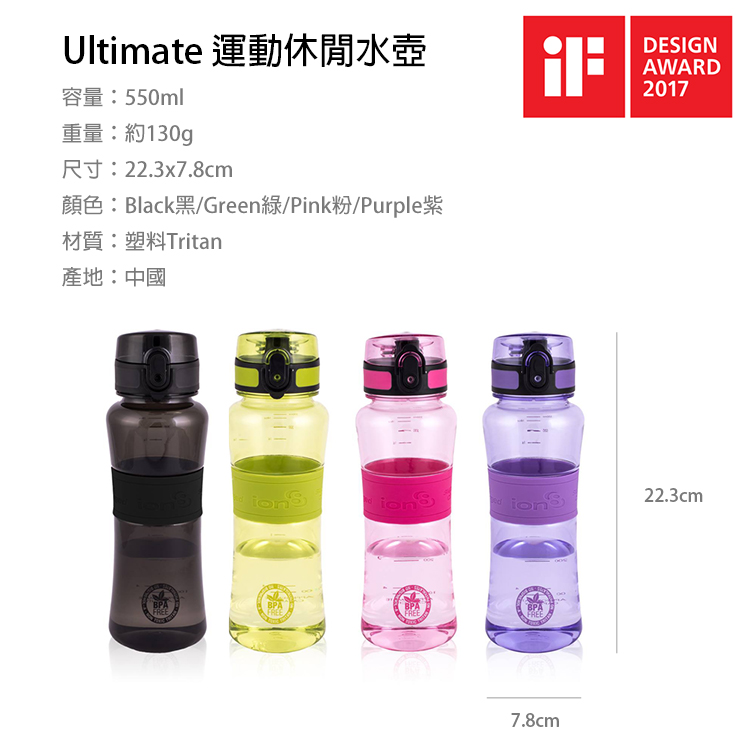 Ultimate 運動休閒水壺
容量：550ml
重量：約130g
尺寸：22.3x7.8cm
顏色：Black黑/Green綠/Pink粉/Purple紫
材質：塑料Tritan
產地：中國
iF
DESIGN
AWARD
2017
ion8
ion8
ion8
BPA
FREE
BPA
FREE
BPA
FREE
BPA
FREE
22.3cm
7.8cm